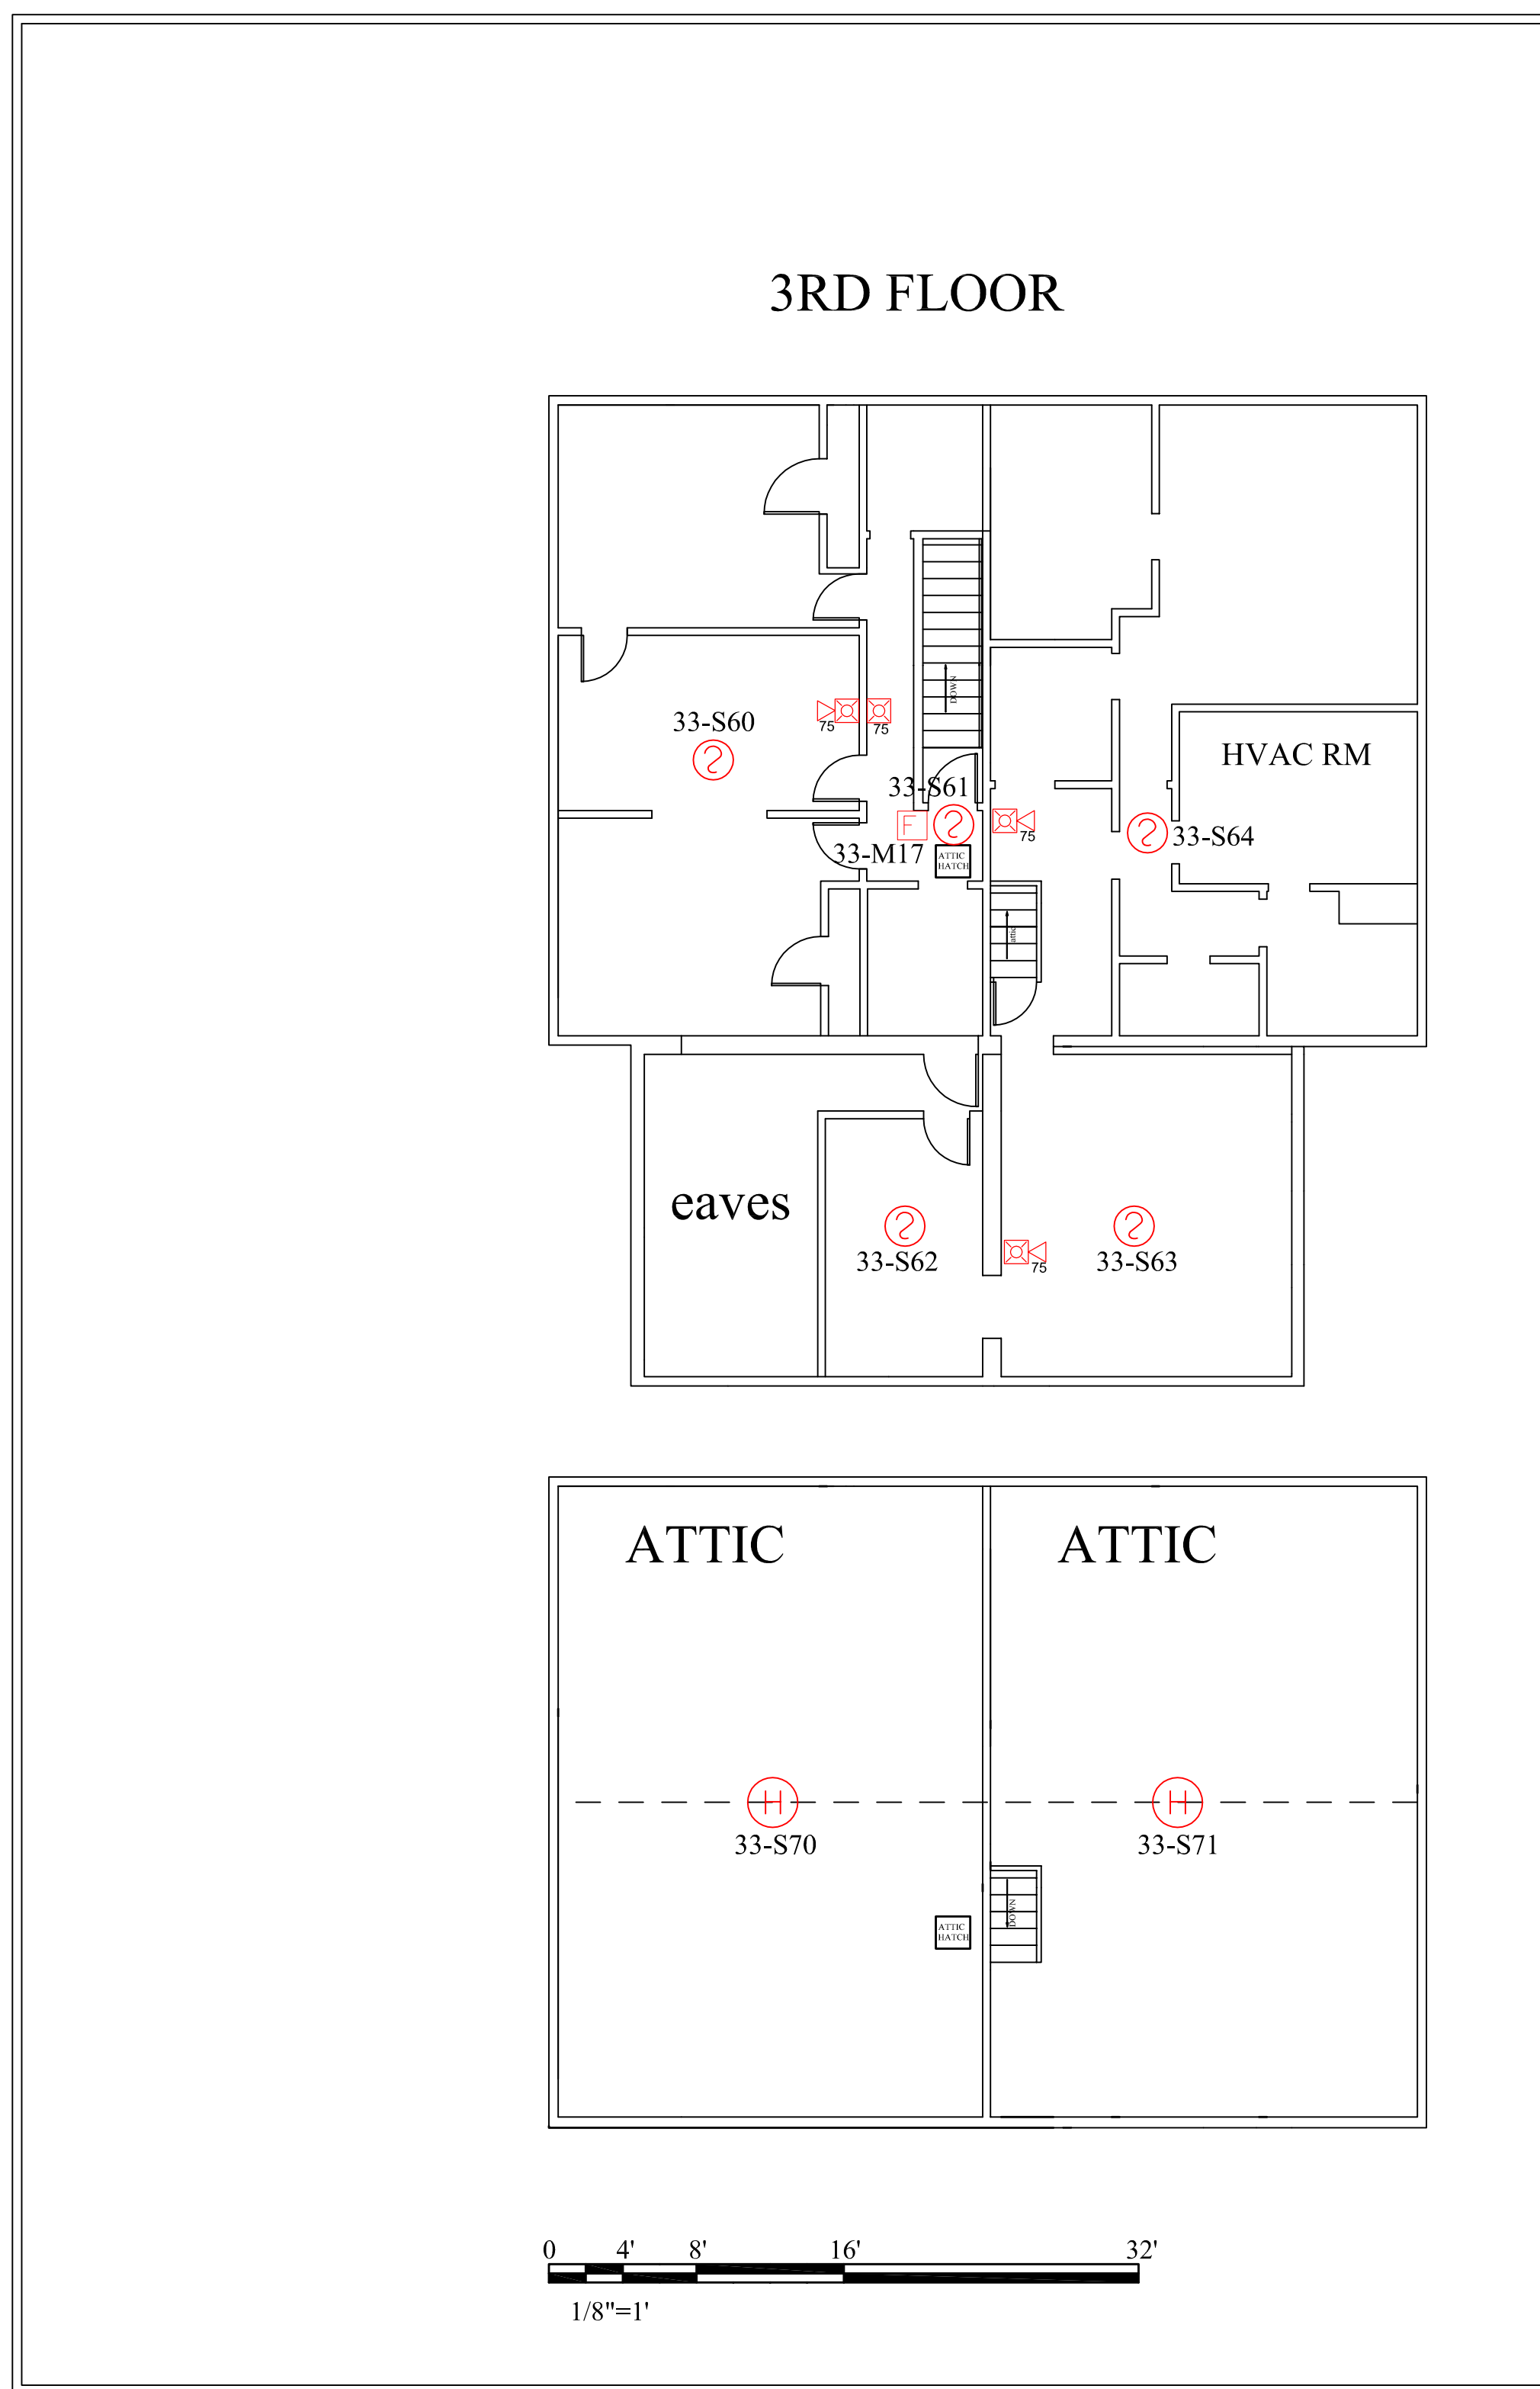 3RD FLOOR
DOWN
75
75
33-S60
HVAC RM
33-S61
F
75
33-S64
33-M17
ATTIC
HATCH
attic
eaves
33-S62
75
33-S63
ATTIC
ATTIC
H
H
33-S70
33-S71
DOWN
ATTIC
HATCH
0 4' 8' 16' 32'
1/8"=1'